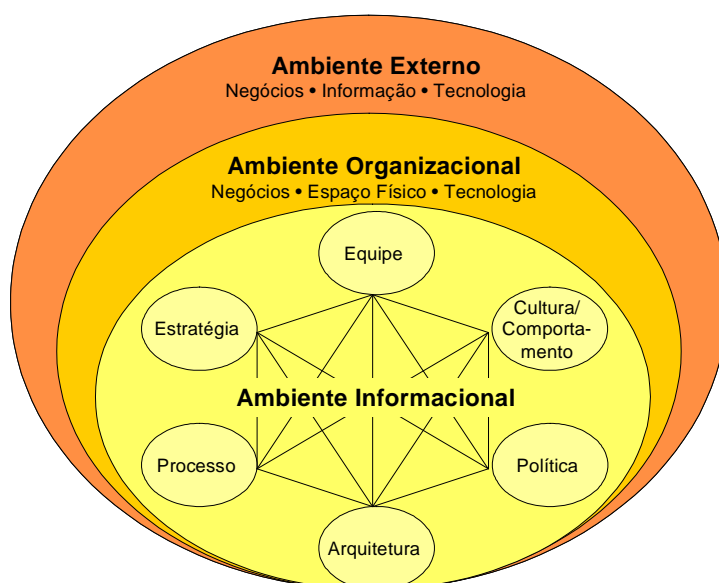 Ambiente Externo
Negócios • Informação • Tecnologia
Ambiente Organizacional
Negócios • Espaço Físico • Tecnologia
Equipe
Estratégia
Cultura/
Comporta-
mento
Ambiente Informacional
Processo
Política
Arquitetura